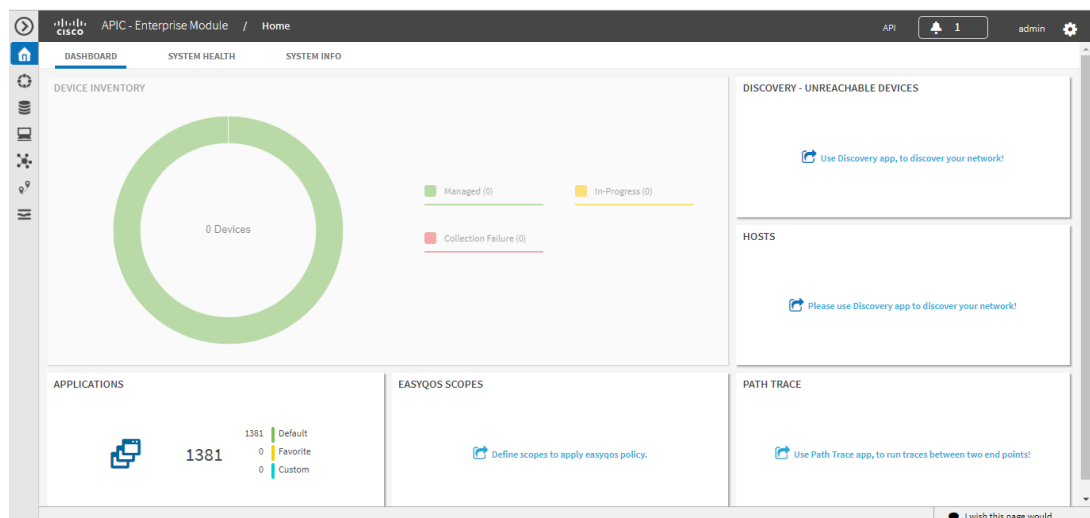 CISCO APIC - Enterprise Module / Home API 1 admin
DASHBOARD SYSTEM HEALTH SYSTEM INFO
DEVICE INVENTORY
0 Devices
Managed (0) In-Progress (0)
Collection Failure (0)
DISCOVERY - UNREACHABLE DEVICES
Use Discovery app, to discover your network!
HOSTS
Please use Discovery app to discover your network!
APPLICATIONS
1381
1381 Default
0 Favorite
0 Custom
EASYQOS SCOPES
Define scopes to apply easyqos policy.
PATH TRACE
Use Path Trace app, to run traces between two end points!
I wish this page would